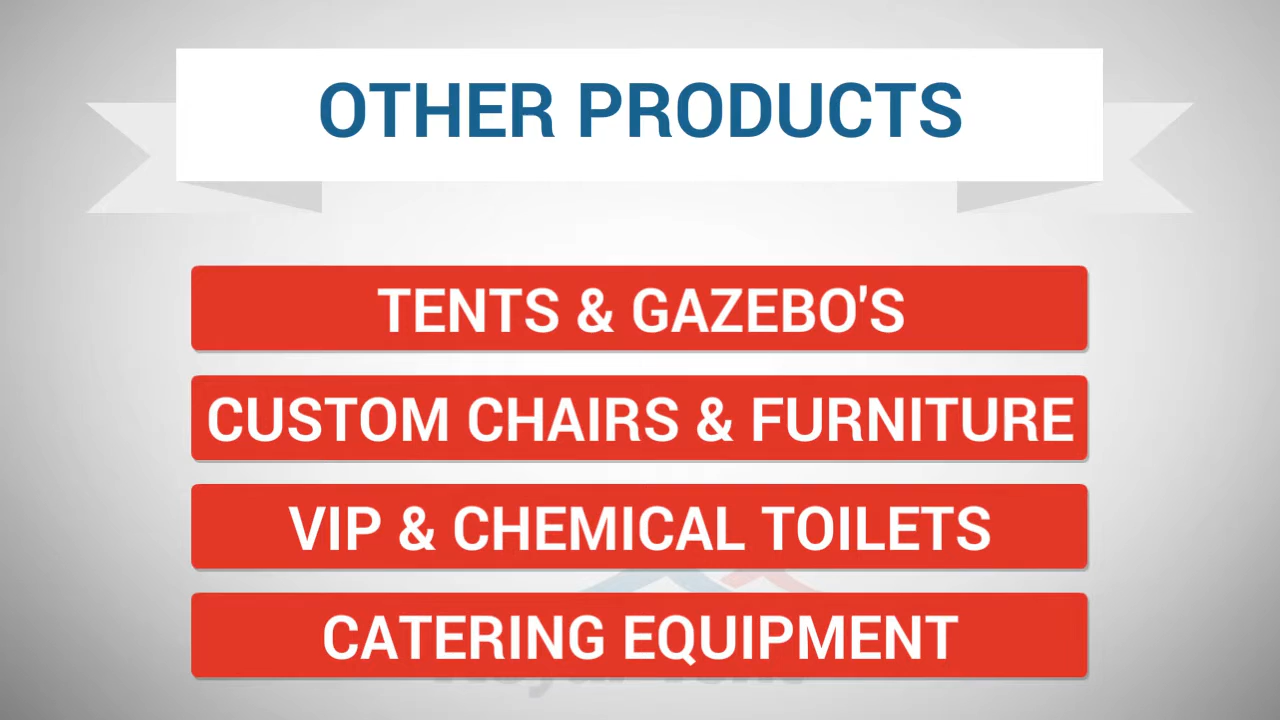 OTHER PRODUCTS
TENTS & GAZEBO'S
CUSTOM CHAIRS & FURNITURE
VIP & CHEMICAL TOILETS
CATERING EQUIPMENT